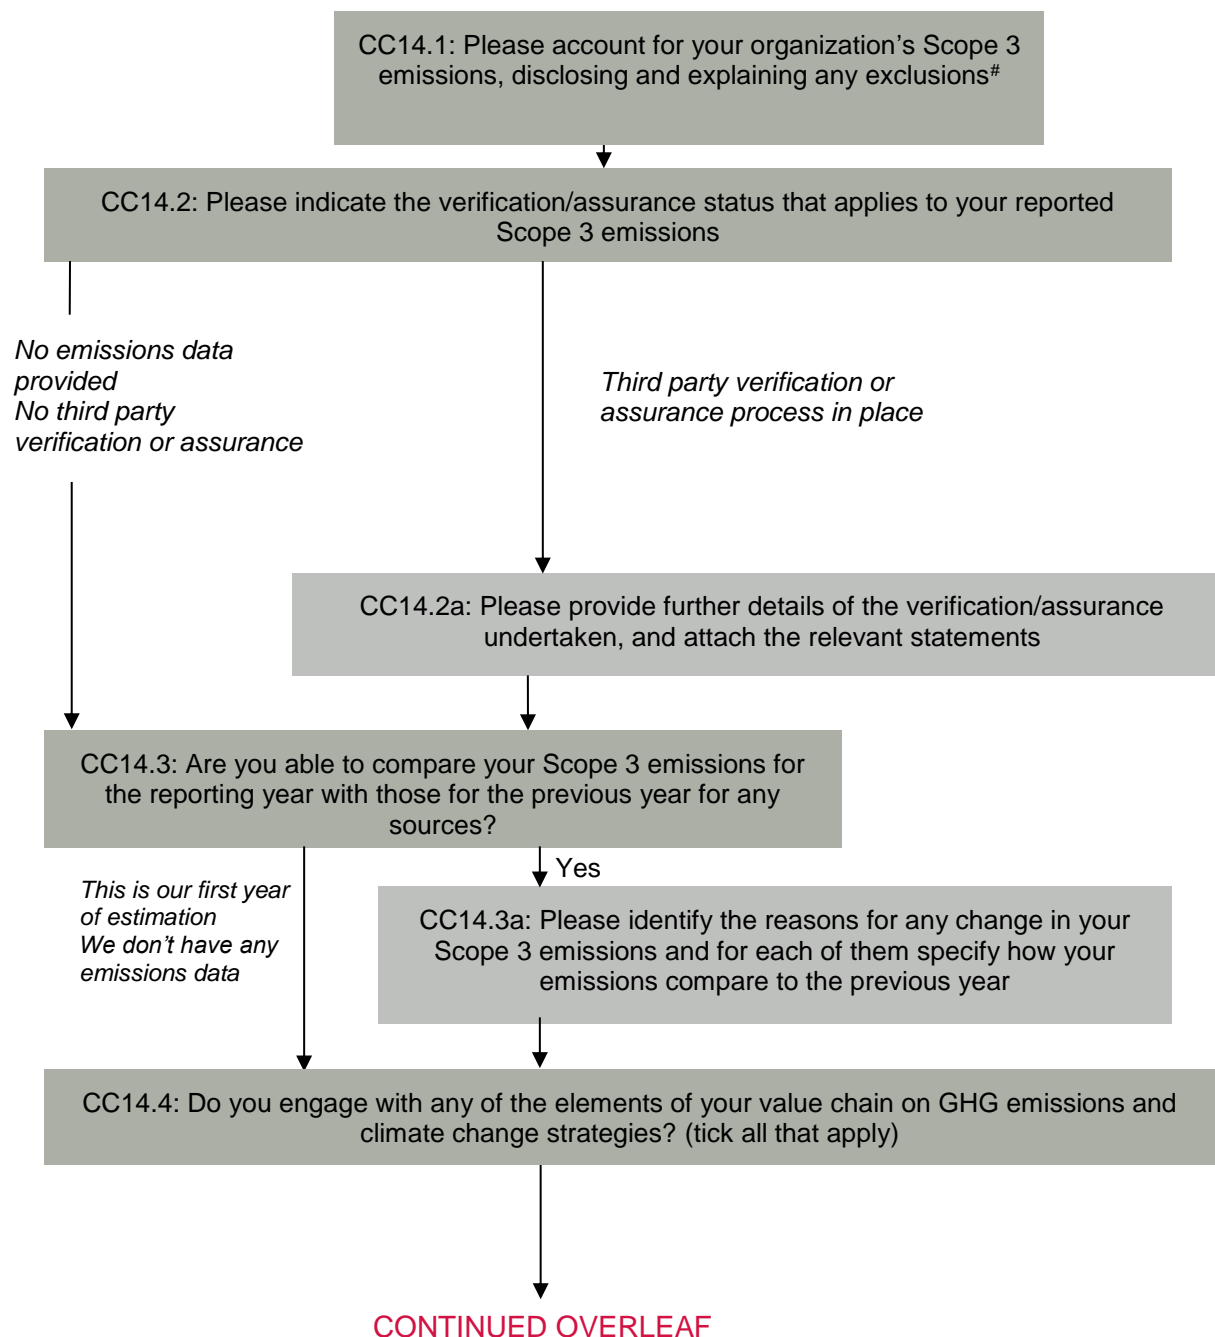 CC14.1: Please account for your organization’s Scope 3
emissions, disclosing and explaining any exclusions#
CC14.2: Please indicate the verification/assurance status that applies to your reported
Scope 3 emissions
No emissions data
provided
No third party
verification or assurance
Third party verification or
assurance process in place
CC14.2a: Please provide further details of the verification/assurance
undertaken, and attach the relevant statements
CC14.3: Are you able to compare your Scope 3 emissions for
the reporting year with those for the previous year for any
sources?
Yes
This is our first year
of estimation
We don’t have any
emissions data
CC14.3a: Please identify the reasons for any change in your
Scope 3 emissions and for each of them specify how your
emissions compare to the previous year
CC14.4: Do you engage with any of the elements of your value chain on GHG emissions and
climate change strategies? (tick all that apply)
CONTINUED OVERLEAF